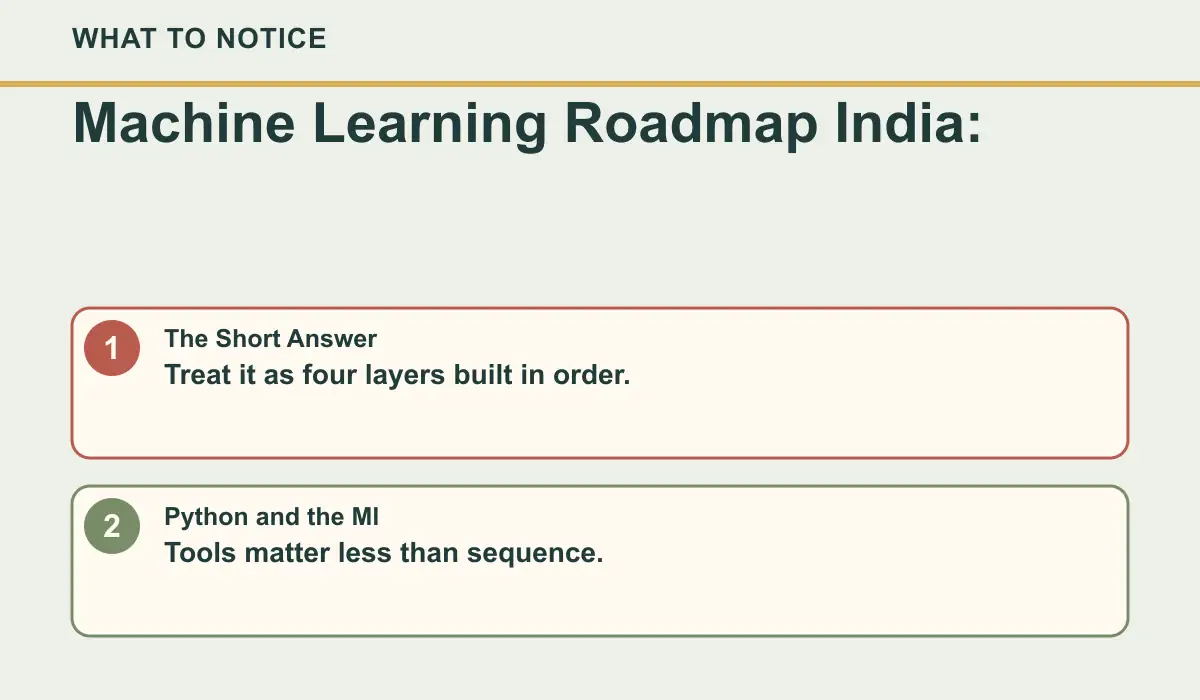 WHAT TO NOTICE
Machine Learning Roadmap India:
1
The Short Answer
Treat it as four layers built in order.
2
Python and the Ml
Tools matter less than sequence.